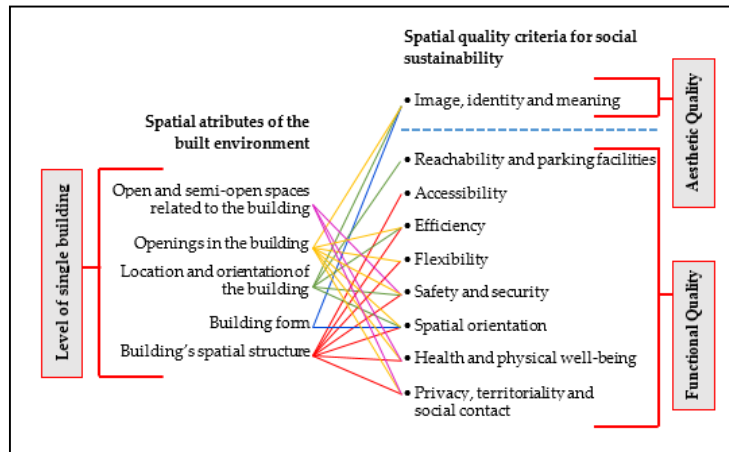 Spatial quality criteria for social
sustainability
• Image, identity and meaning
Aesthetic Quality
Spatial atributes of the
built environment
• Reachability and parking facilities
Level of single building
Open and semi-open spaces
related to the building
• Accessibility
• Efficiency
Openings in the building
• Flexibility
Location and orientation of
the building
• Safety and security
Building form
• Spatial orientation
Functional Quality
Building's spatial structure
• Health and physical well-being
• Privacy, territoriality and
social contact